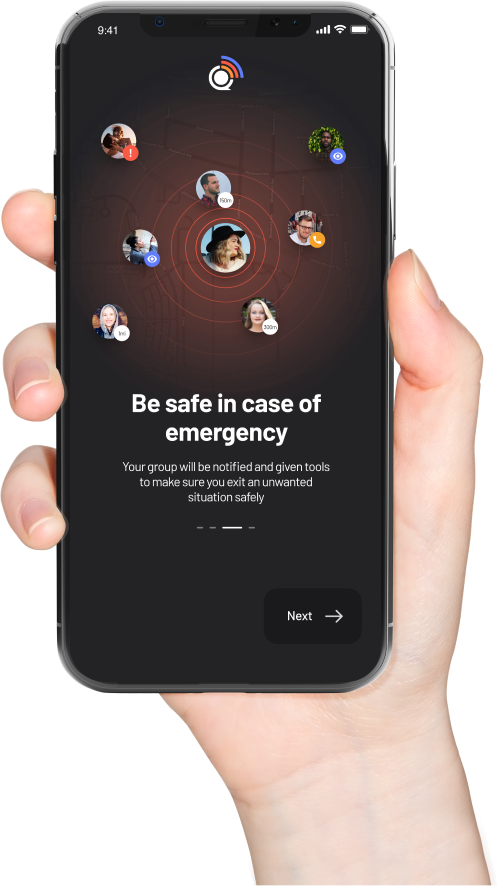 9:41
!
150m
1mi
300m
Be safe in case of
emergency
Your group will be notified and given tools
to make sure you exit an unwanted
situation safely
Next